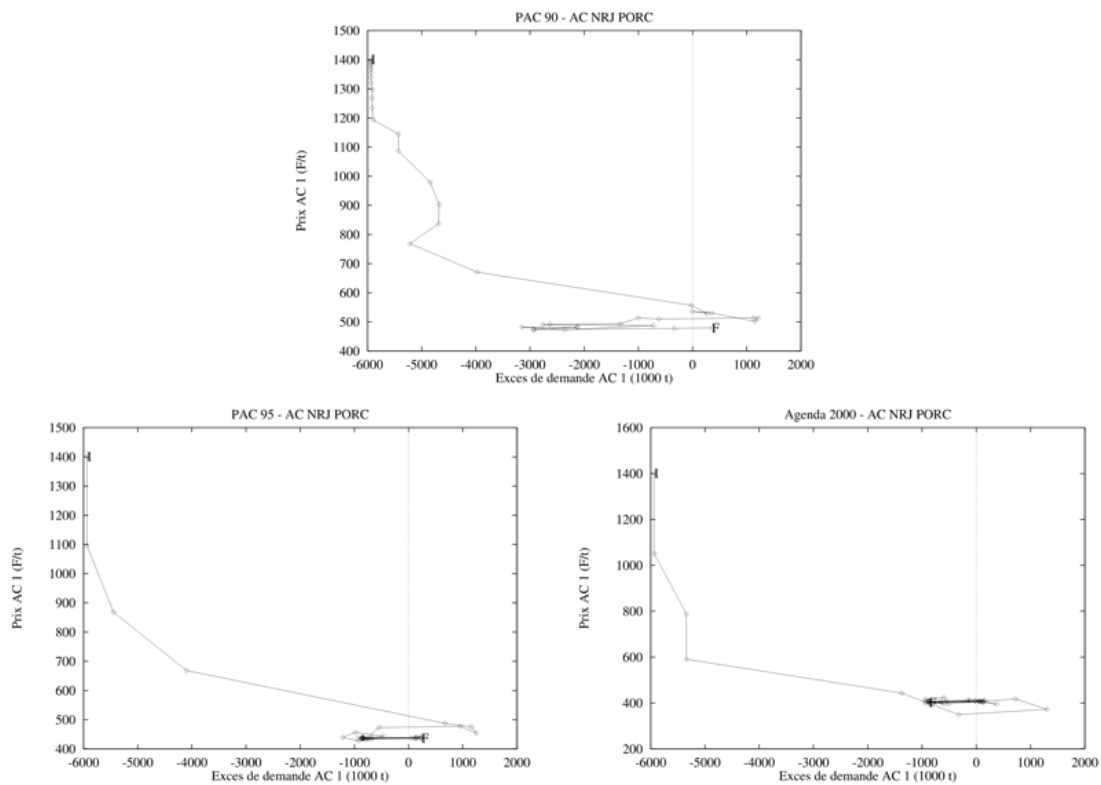 PAC 90 - AC NRJ PORC
1500
1400
1300
1200
1100
1000
900
800
700
600
500
400
Prix AC 1 (F/t)
I
F
-6000 -5000 -4000 -3000 -2000 -1000 0 1000 2000
Exces de demande AC 1 (1000 t)
PAC 95 - AC NRJ PORC
1500
1400
1300
1200
1100
1000
900
800
700
600
500
400
Prix AC 1 (F/t)
I
F
-6000 -5000 -4000 -3000 -2000 -1000 0 1000 2000
Exces de demande AC 1 (1000 t)
Agenda 2000 - AC NRJ PORC
1600
1400
1200
1000
800
600
400
200
Prix AC 1 (F/t)
I
F
-6000 -5000 -4000 -3000 -2000 -1000 0 1000 2000
Exces de demande AC 1 (1000 t)